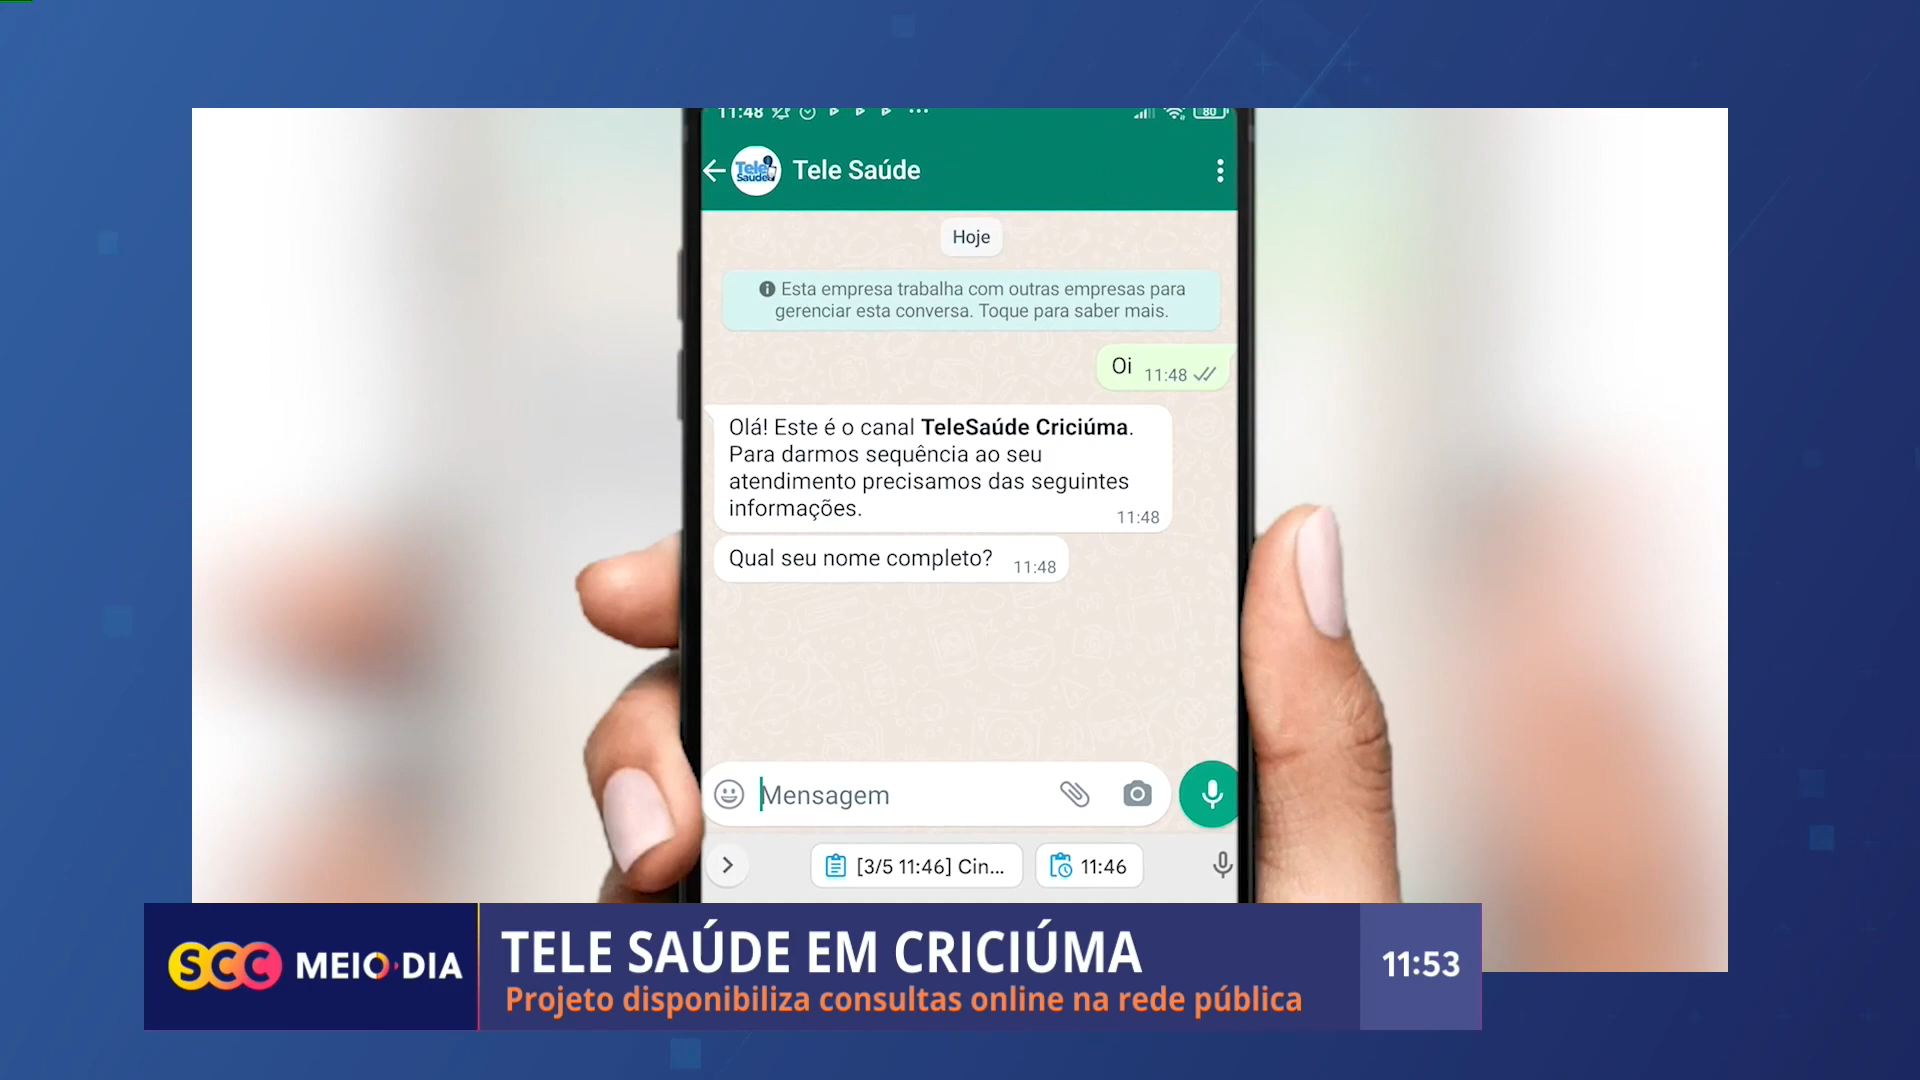 11:48
80
Tele
Saúde
Tele Saúde
Hoje
Esta empresa trabalha com outras empresas para
gerenciar esta conversa. Toque para saber mais.
Oi 11:48
Olá! Este é o canal TeleSaúde Criciúma.
Para darmos sequência ao seu
atendimento precisamos das seguintes
informações.
11:48
Qual seu nome completo? 11:48
Mensagem
[3/5 11:46] Cin...
11:46
SCC MEIO DIA
TELE SAÚDE EM CRICIÚMA
Projeto disponibiliza consultas online na rede pública
11:53